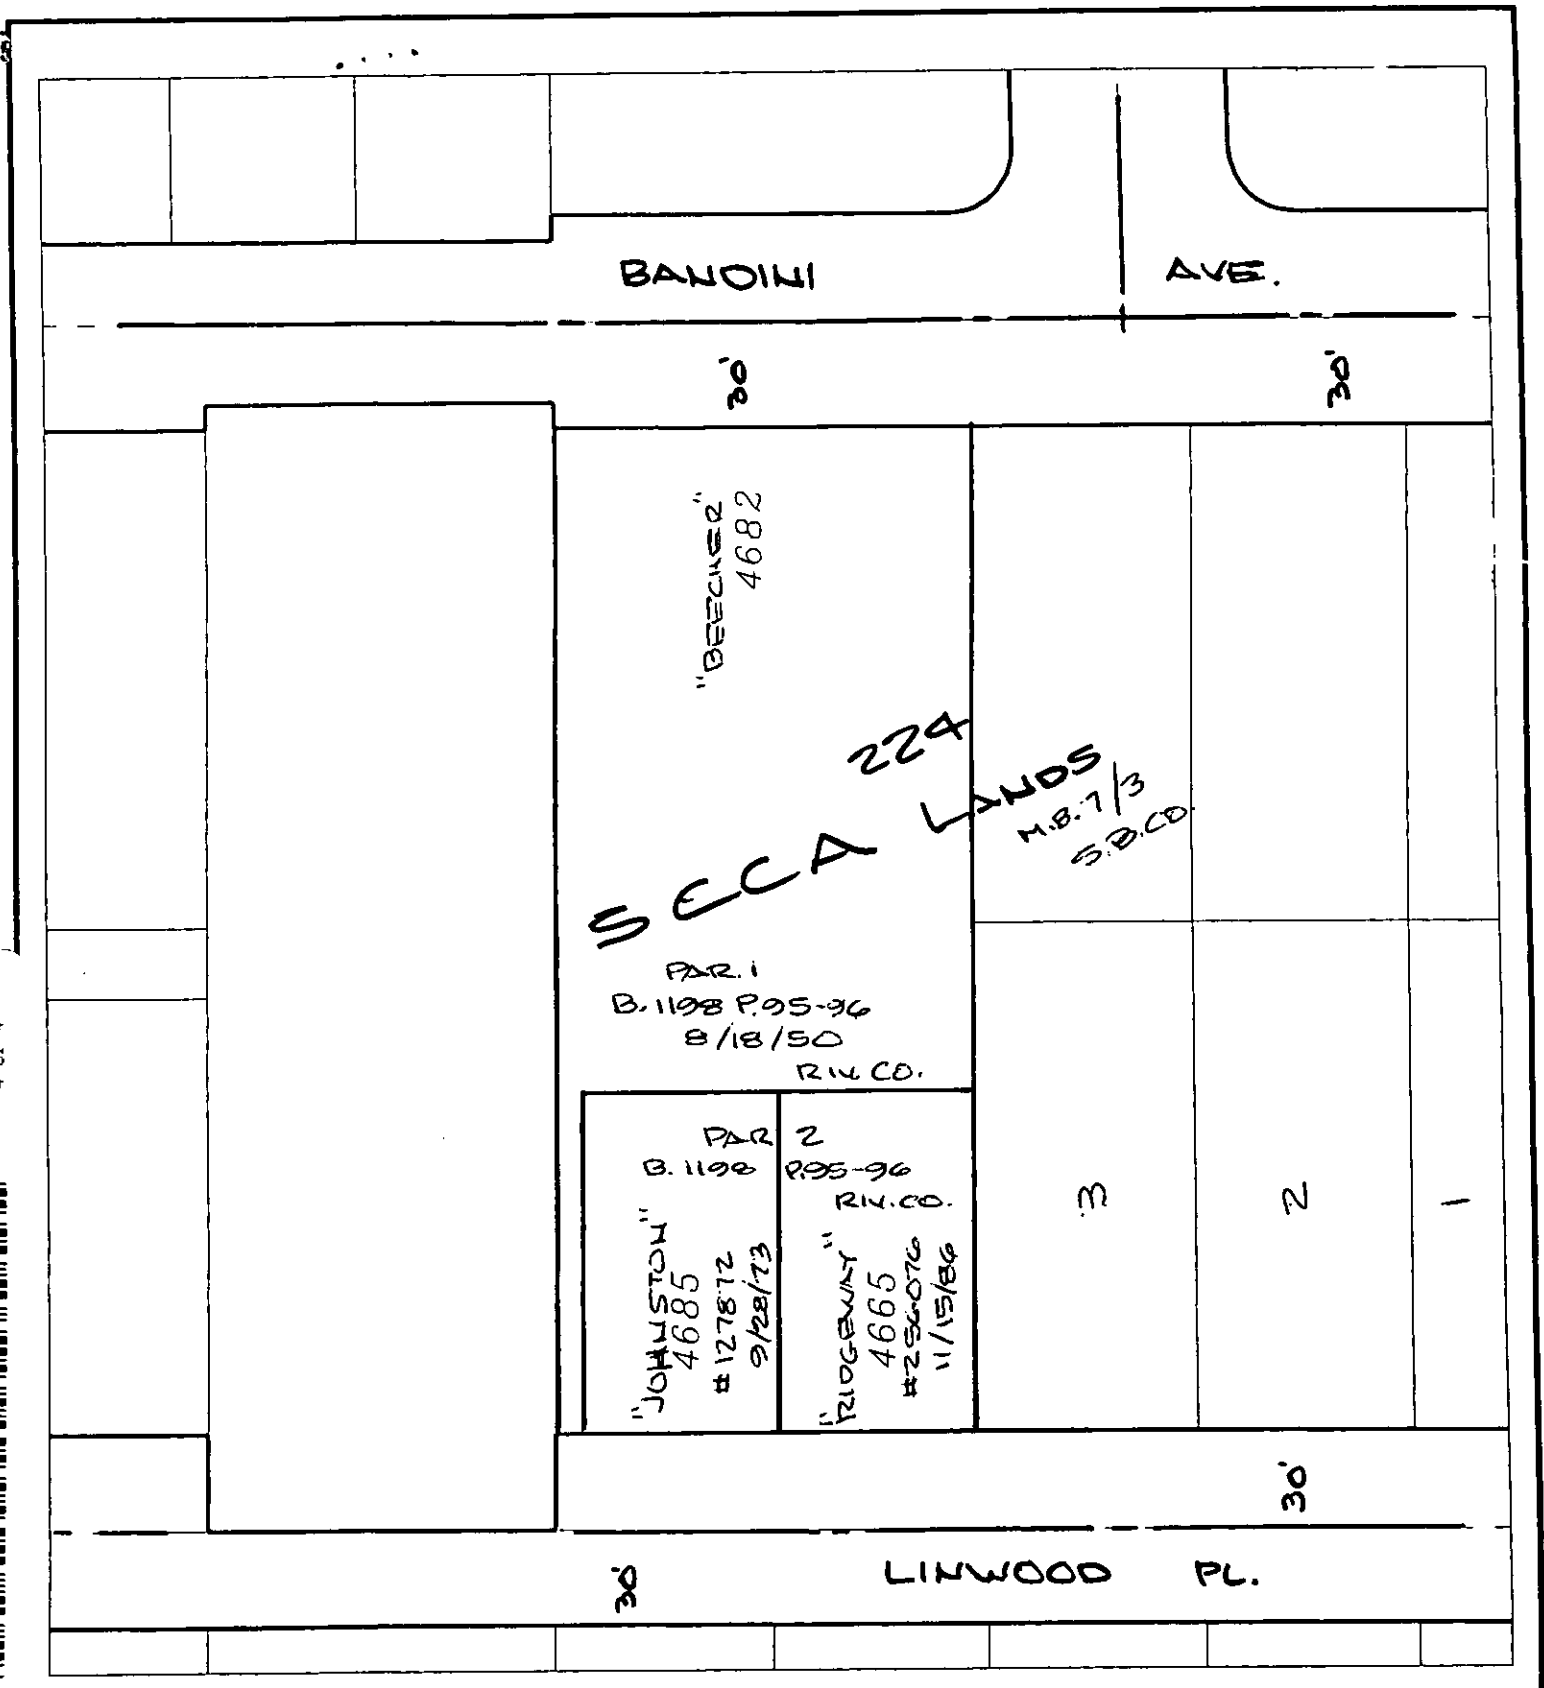 BANDINI AVE.
30'
30'
"BEECHER"
4682
224
SECA LANDS
M.B. 7/3
S.B.CO.
PAR. 1
B. 1198 P.95-96
8/18/50
RIV. CO.
PAR 2
B. 1198 P.95-96
RIV. CO.
"JOHNSTON"
4685
#127872
9/28/73
"RIDGEWAY"
4665
#256076
11/15/86
3
2
1
30'
30'
LINWOOD PL.